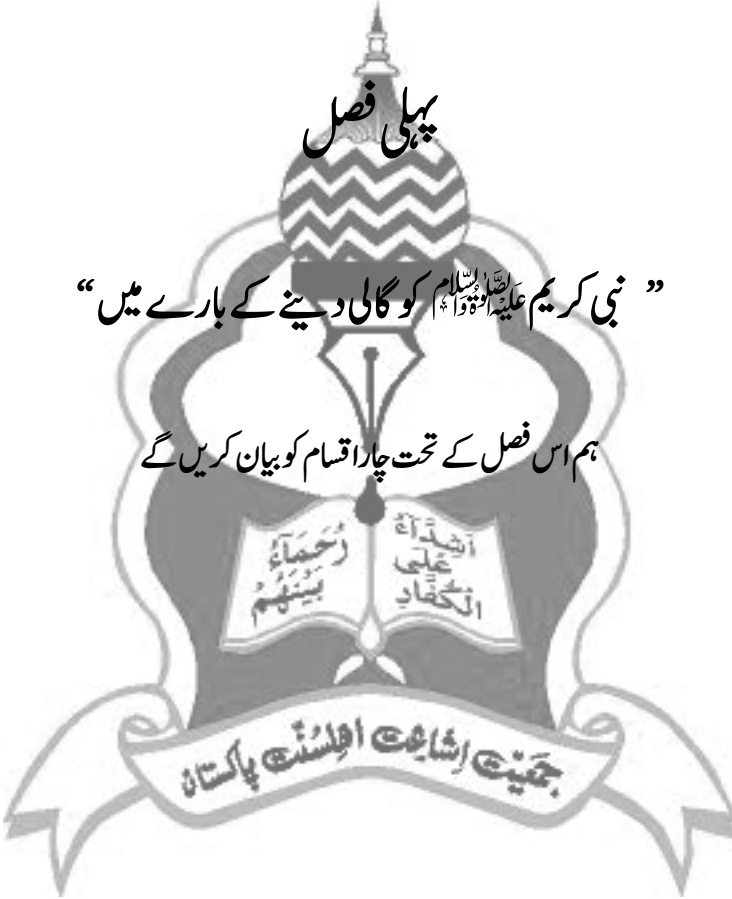 پہلی فصل
” نبی کریم علیہ الصلوٰۃ والسلام کو گالی دینے کے بارے میں “
ہم اس فصل کے تحت چار اقسام کو بیان کریں گے
اَشِدَّآءُ
عَلَی
الْکُفَّارِ
رُحَمَآءُ
بَیْنَہُمْ
جمعیت اشاعت اہلسنت پاکستان